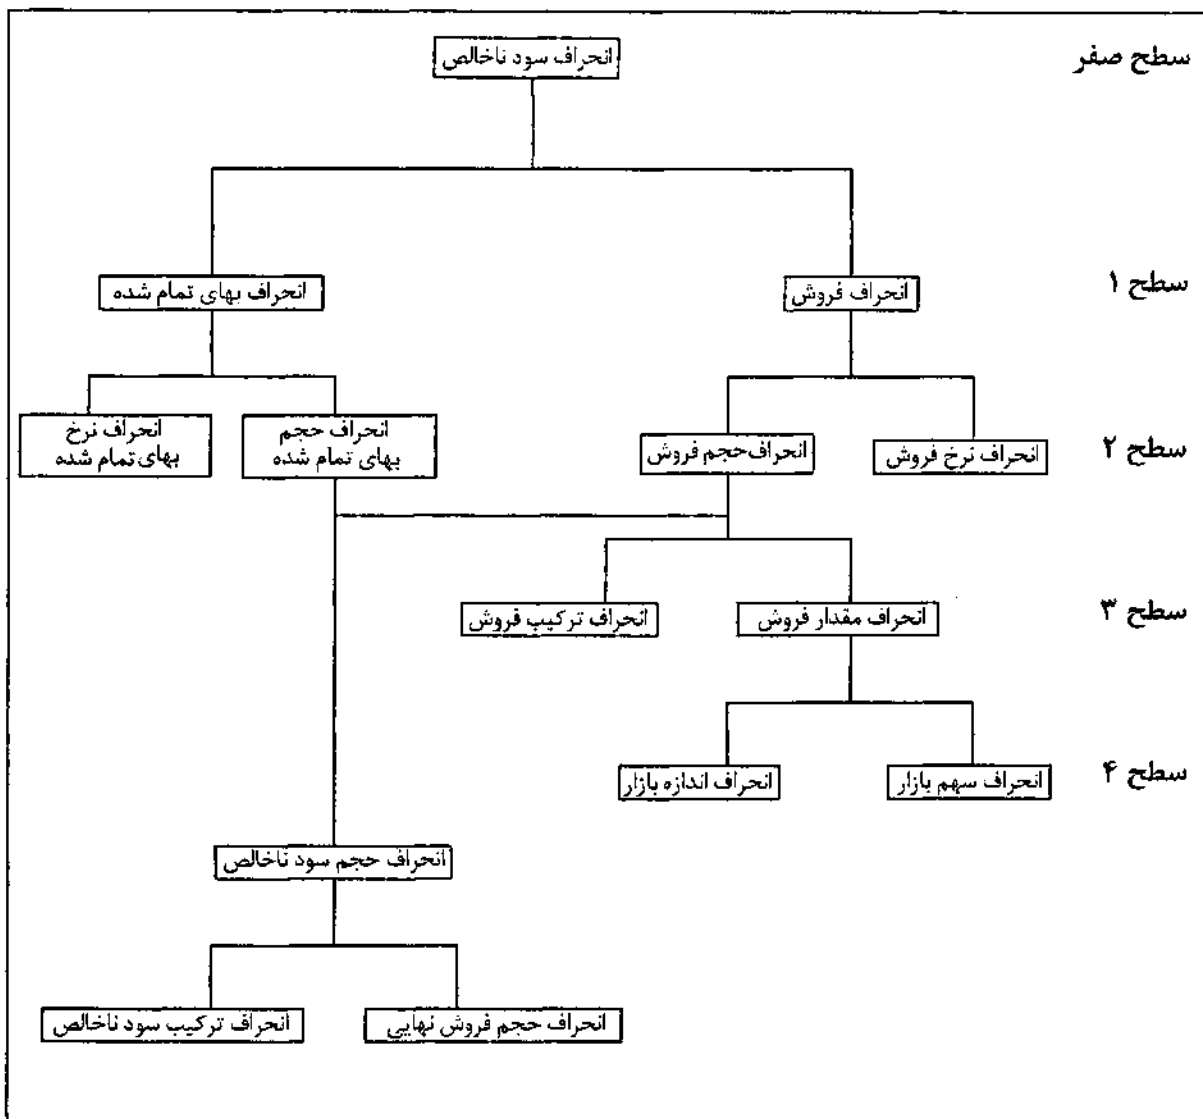 سطح صفر
انحراف سود ناخالص
سطح ۱
انحراف فروش
انحراف بهای تمام شده
سطح ۲
انحراف نرخ فروش
انحراف حجم فروش
انحراف حجم
بهای تمام شده
انحراف نرخ
بهای تمام شده
سطح ۳
انحراف مقدار فروش
انحراف ترکیب فروش
سطح ۴
انحراف سهم بازار
انحراف اندازه بازار
انحراف حجم سود ناخالص
انحراف حجم فروش نهایی
انحراف ترکیب سود ناخالص